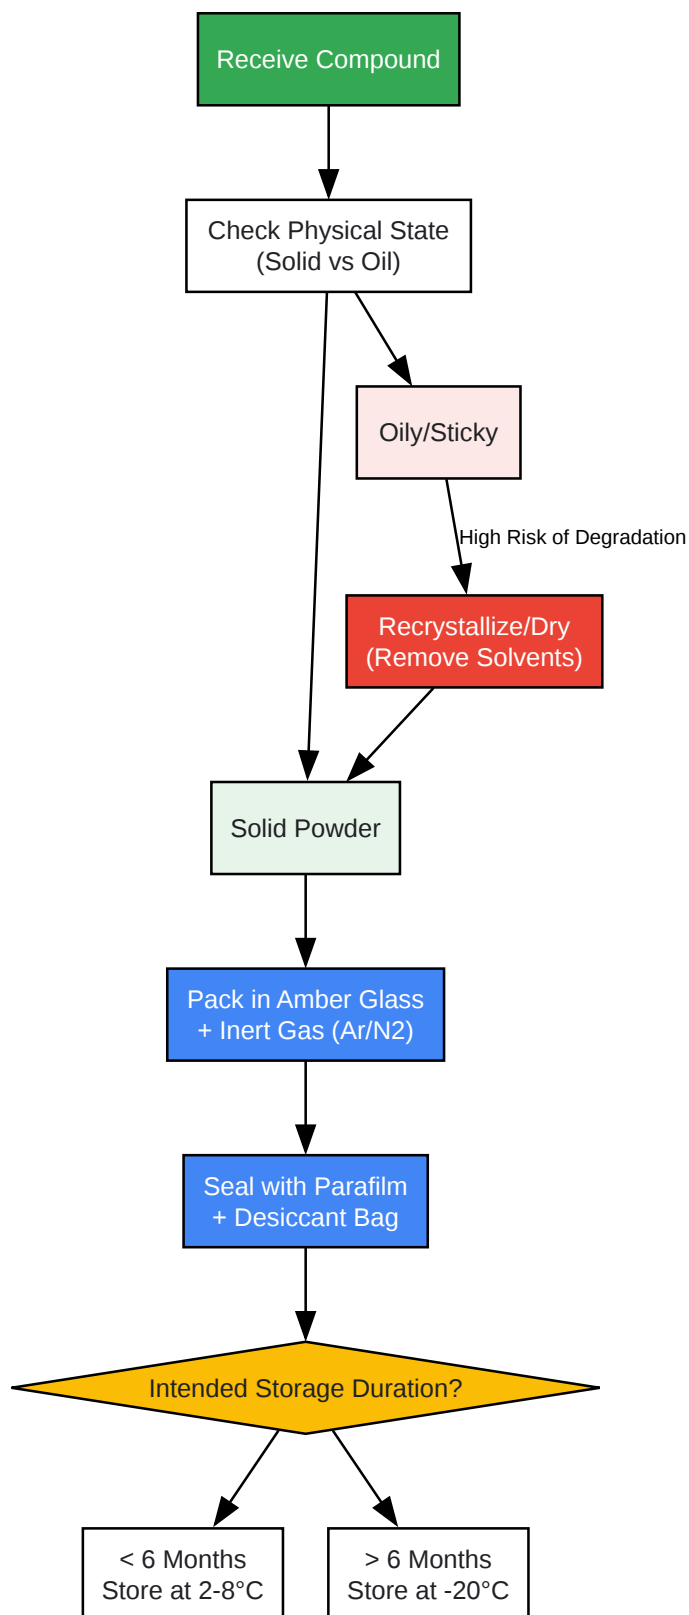 Receive Compound
Check Physical State
(Solid vs Oil)
Oily/Sticky
High Risk of Degradation
Recrystallize/Dry
(Remove Solvents)
Solid Powder
Pack in Amber Glass
+ Inert Gas (Ar/N2)
Seal with Parafilm
+ Desiccant Bag
Intended Storage Duration?
< 6 Months
Store at 2-8°C
> 6 Months
Store at -20°C